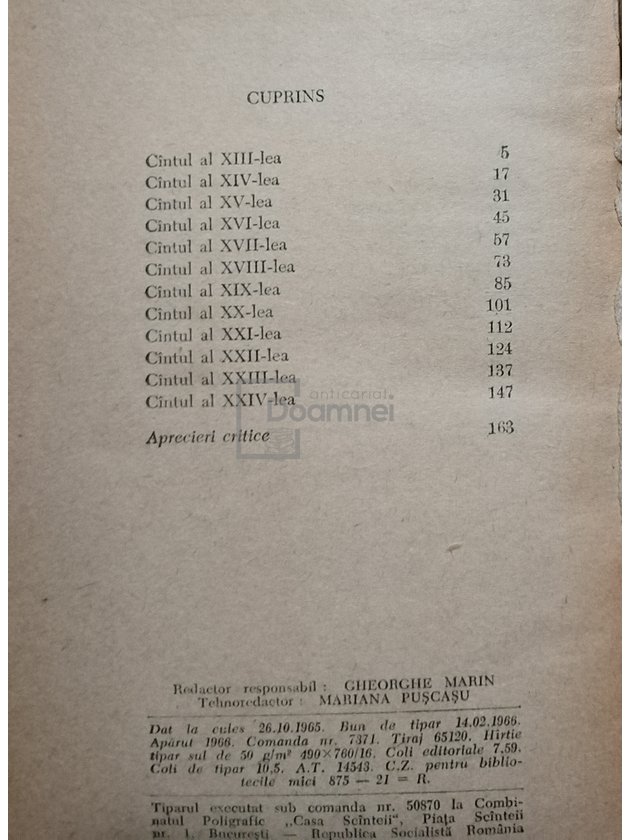 CUPRINS
Cîntul al XIII-lea 5
Cîntul al XIV-lea 17
Cîntul al XV-lea 31
Cîntul al XVI-lea 45
Cîntul al XVII-lea 57
Cîntul al XVIII-lea 73
Cîntul al XIX-lea 85
Cîntul al XX-lea 101
Cîntul al XXI-lea 112
Cîntul al XXII-lea 124
Cîntul al XXIII-lea 137
Cîntul al XXIV-lea 147
anticariat
Doamnei
Aprecieri critice 163
Redactor responsabil : GHEORGHE MARIN
Tehnoredactor : MARIANA PUȘCAȘU
Dat la cules 26.10.1965. Bun de tipar 14.02.1966.
Apărut 1966. Comanda nr. 7371. Tiraj 65120. Hîrtie
tipar sul de 50 g/m² 490×760/16. Coli editoriale 7,59.
Coli de tipar 10,5. A.T. 14543. C.Z. pentru biblio-
tecile mici 875 — 21 = R.
Tiparul executat sub comanda nr. 50870 la Combi-
natul Poligrafic „Casa Scînteii“, Piața Scînteii
nr. 1, București — Republica Socialistă România